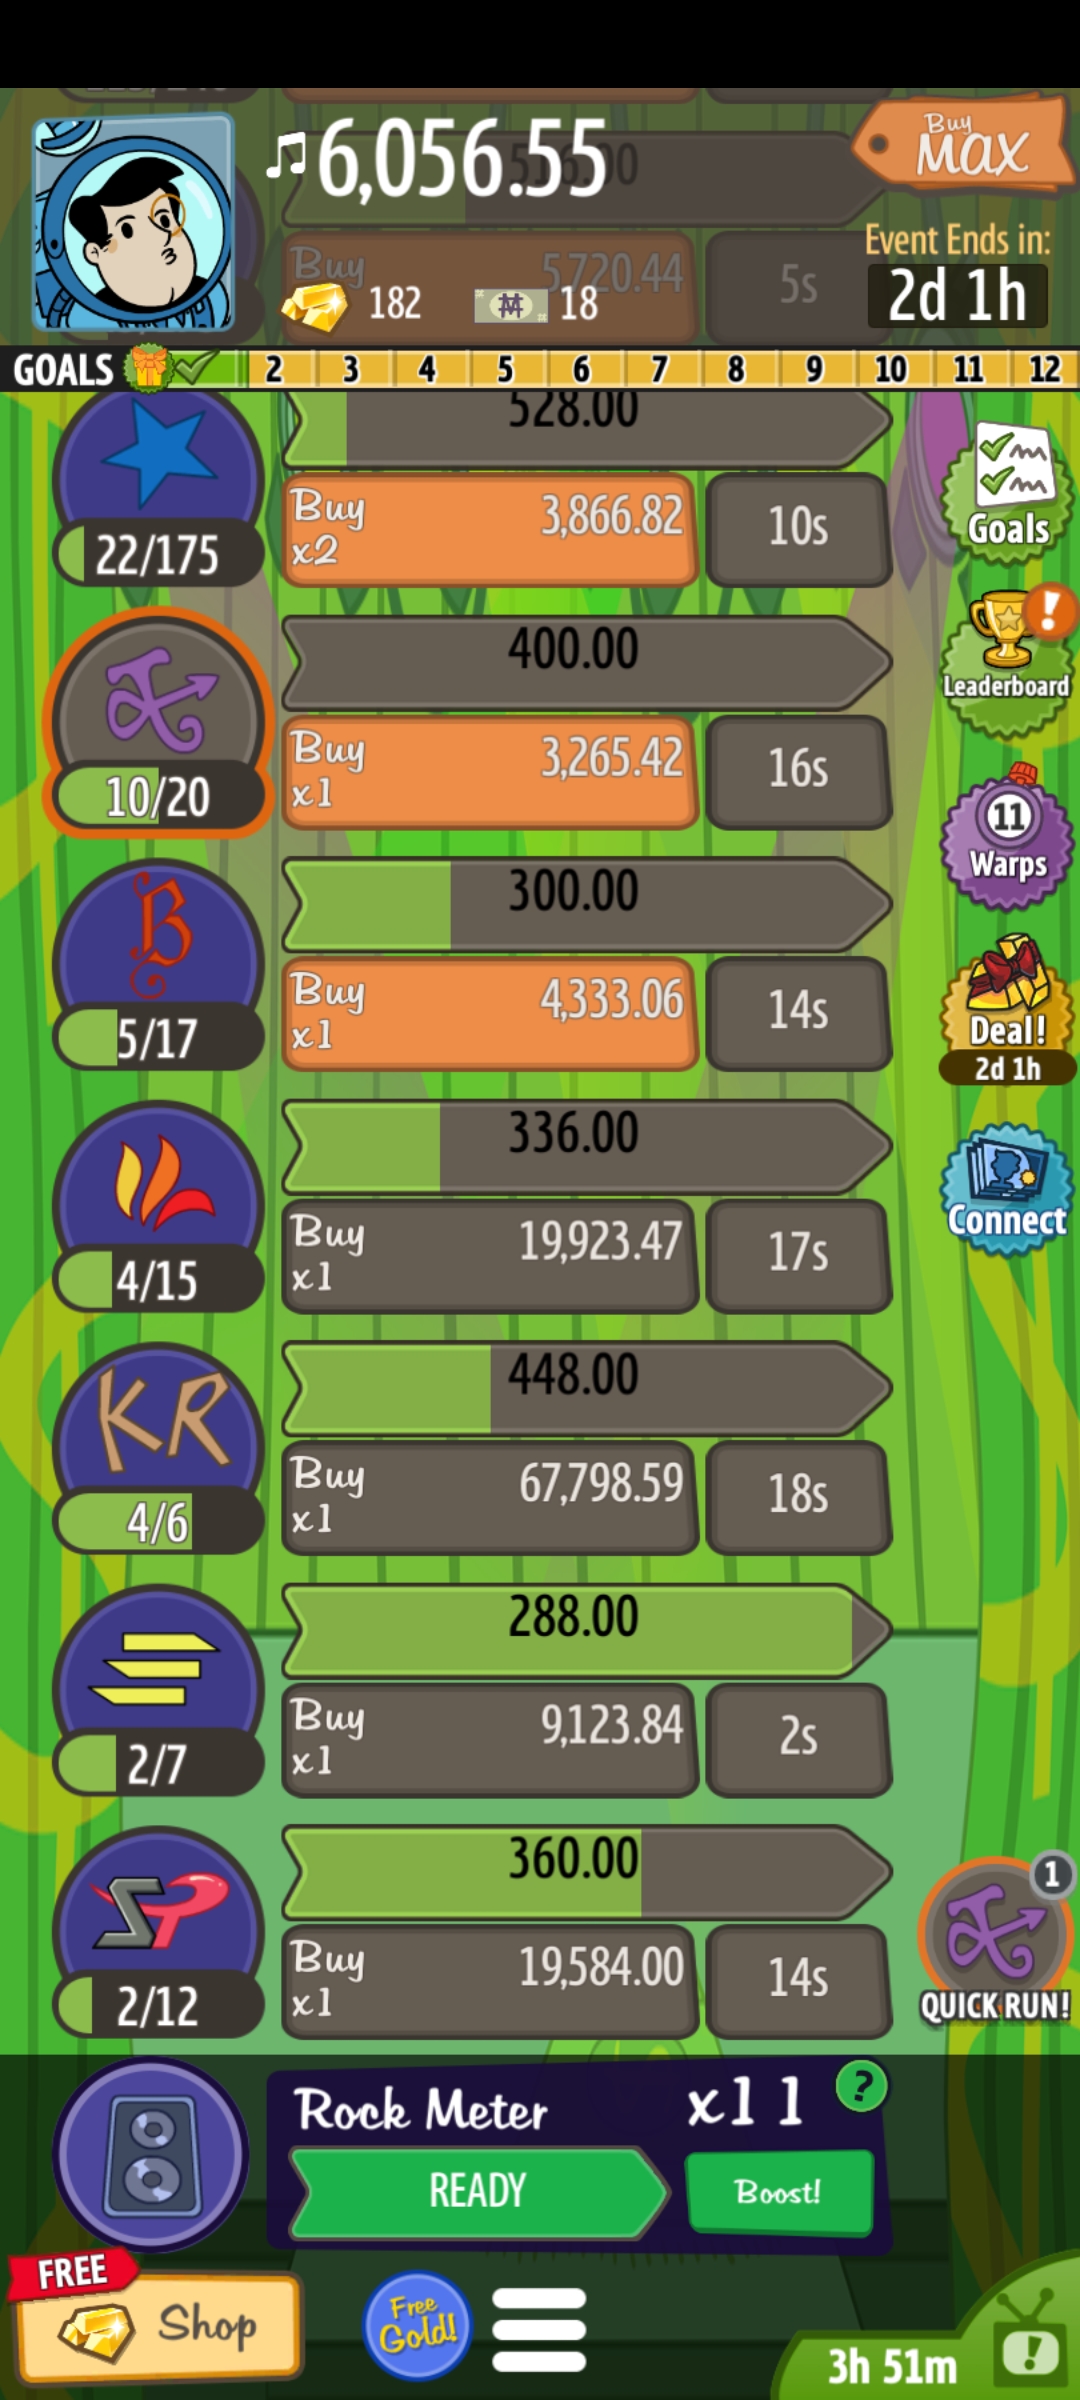 ♫6,056.55
Buy
MAX
Event Ends in:
2d 1h
Buy
5,720.44
5s
182
18
GOALS
2 3 4 5 6 7 8 9 10 11 12
528.00
Buy
x2
3,866.82
10s
22/175
Goals
400.00
Buy
x1
3,265.42
16s
10/20
!
Leaderboard
300.00
Buy
x1
4,333.06
14s
B
5/17
11
Warps
Deal!
2d 1h
336.00
Buy
x1
19,923.47
17s
4/15
Connect
448.00
Buy
x1
67,798.59
18s
KR
4/6
288.00
Buy
x1
9,123.84
2s
2/7
360.00
Buy
x1
19,584.00
14s
SP
2/12
1
QUICK RUN!
Rock Meter
x1 1
?
READY
Boost!
FREE
Shop
Free
Gold!
3h 51m
!